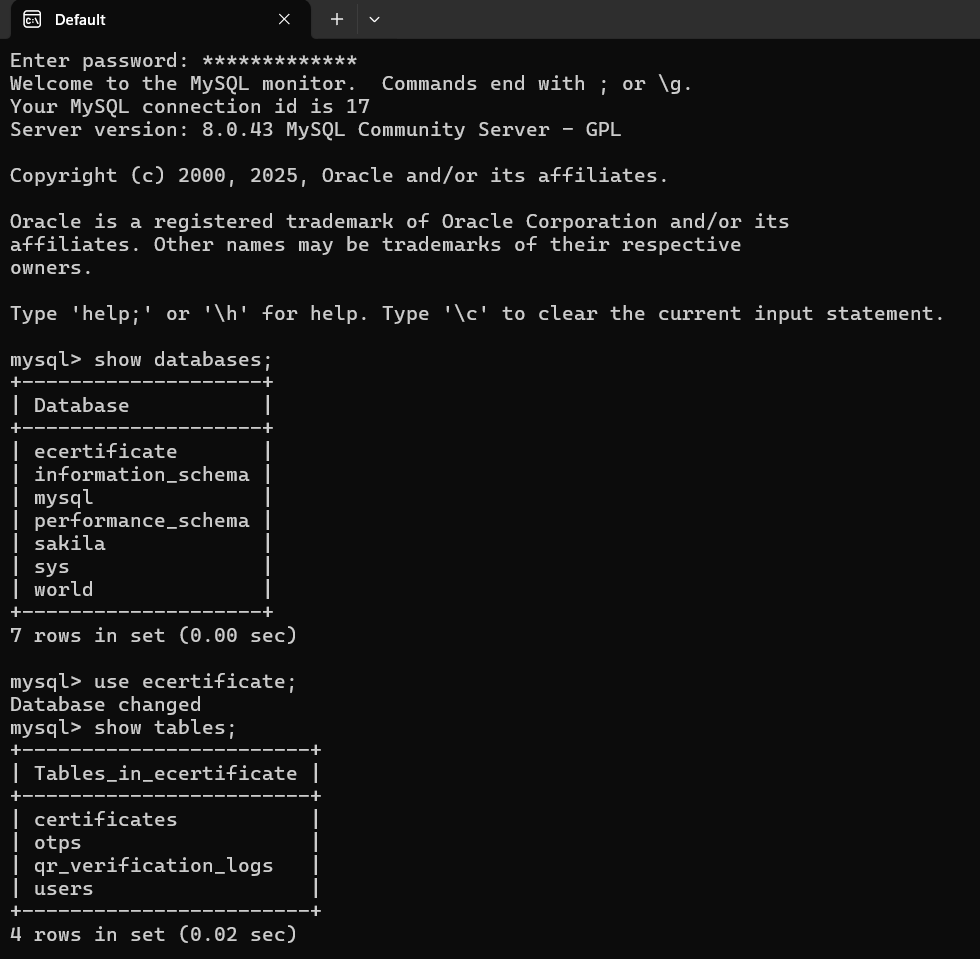 Default
Enter password: *************
Welcome to the MySQL monitor.  Commands end with ; or \g.
Your MySQL connection id is 17
Server version: 8.0.43 MySQL Community Server - GPL
Copyright (c) 2000, 2025, Oracle and/or its affiliates.
Oracle is a registered trademark of Oracle Corporation and/or its
affiliates. Other names may be trademarks of their respective
owners.
Type 'help;' or '\h' for help. Type '\c' to clear the current input statement.
mysql> show databases;
+--------------------+
| Database           |
+--------------------+
| ecertificate       |
| information_schema |
| mysql              |
| performance_schema |
| sakila             |
| sys                |
| world              |
+--------------------+
7 rows in set (0.00 sec)
mysql> use ecertificate;
Database changed
mysql> show tables;
+------------------------+
| Tables_in_ecertificate |
+------------------------+
| certificates           |
| otps                   |
| qr_verification_logs   |
| users                  |
+------------------------+
4 rows in set (0.02 sec)